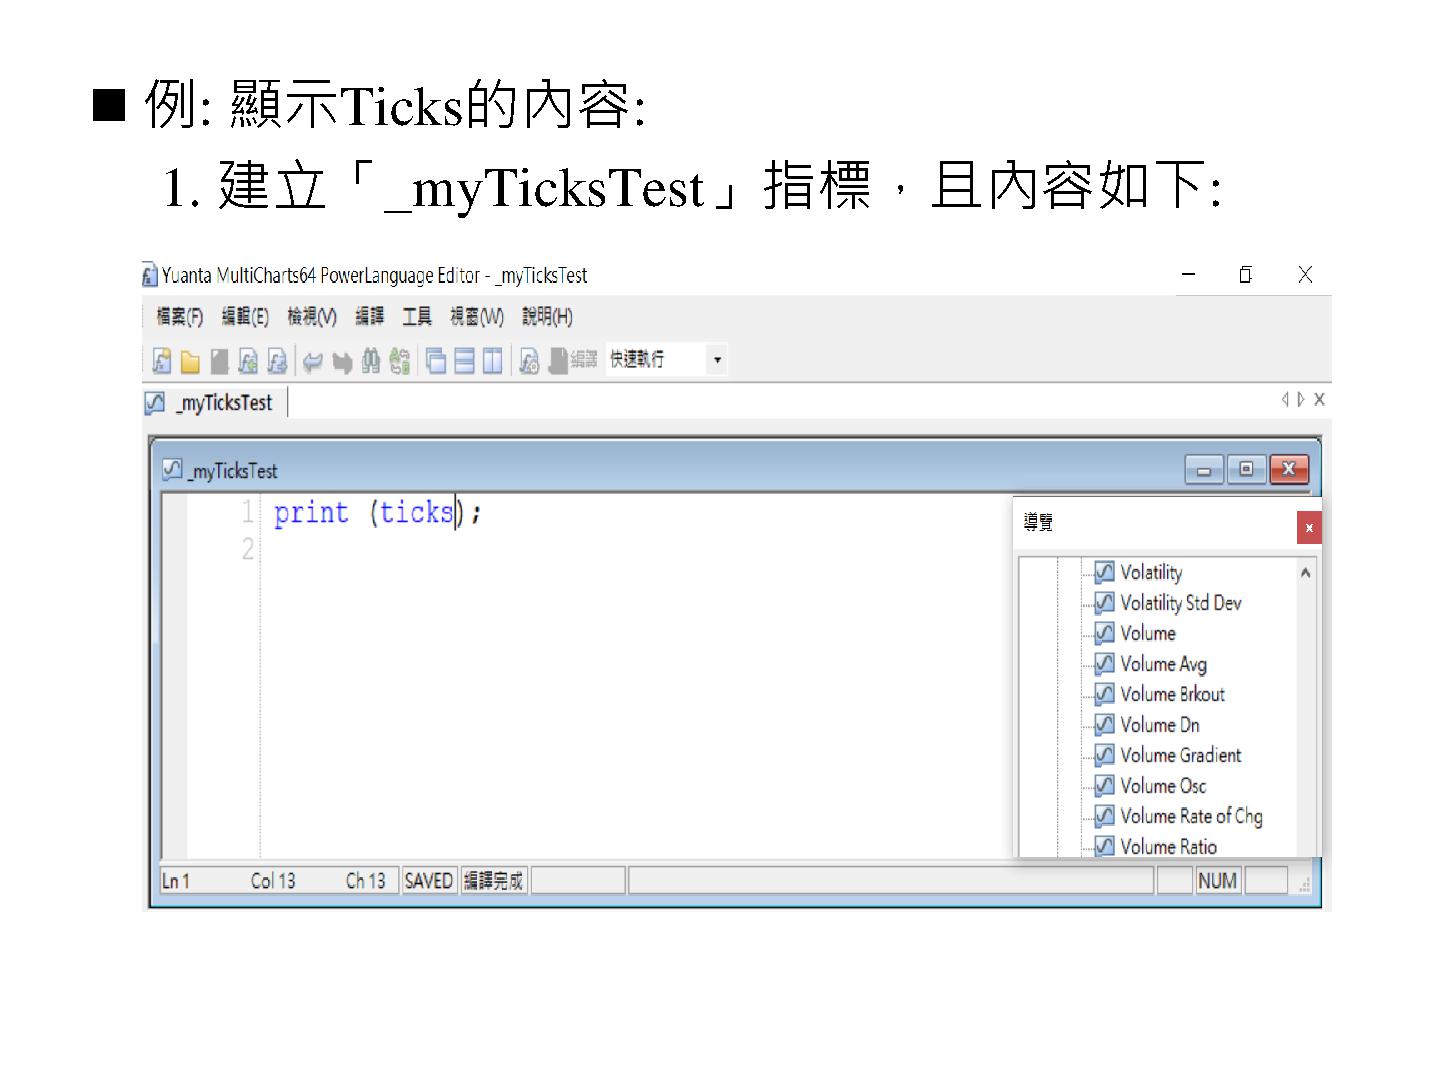 ■ 例: 顯示Ticks的內容:
1. 建立「_myTicksTest」指標，且內容如下:
Yuanta MultiCharts64 PowerLanguage Editor - _myTicksTest
檔案(F) 編輯(E) 檢視(V) 編譯 工具 視窗(W) 說明(H)
編譯 快速執行
_myTicksTest
_myTicksTest
1 print (ticks);
2
導覽
Volatility
Volatility Std Dev
Volume
Volume Avg
Volume Brkout
Volume Dn
Volume Gradient
Volume Osc
Volume Rate of Chg
Volume Ratio
Ln 1 Col 13 Ch 13 SAVED 編譯完成 NUM